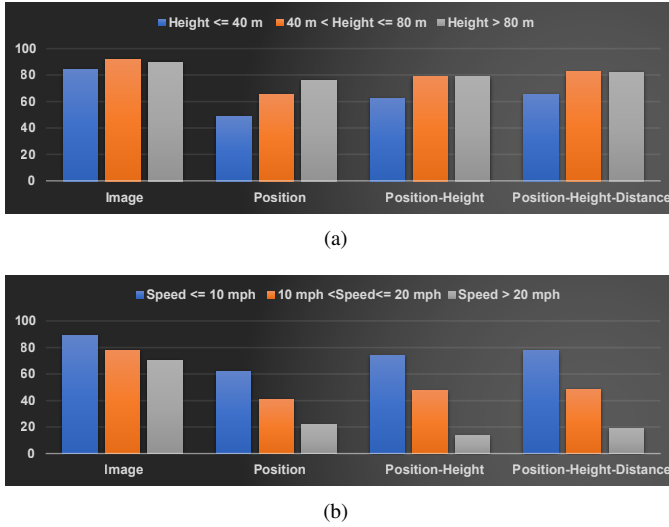 Height <= 40 m 40 m < Height <= 80 m Height > 80 m
100
80
60
40
20
0
Image Position Position-Height Position-Height-Distance
(a)
Speed <= 10 mph 10 mph <Speed<= 20 mph Speed > 20 mph
100
80
60
40
20
0
Image Position Position-Height Position-Height-Distance
(b)